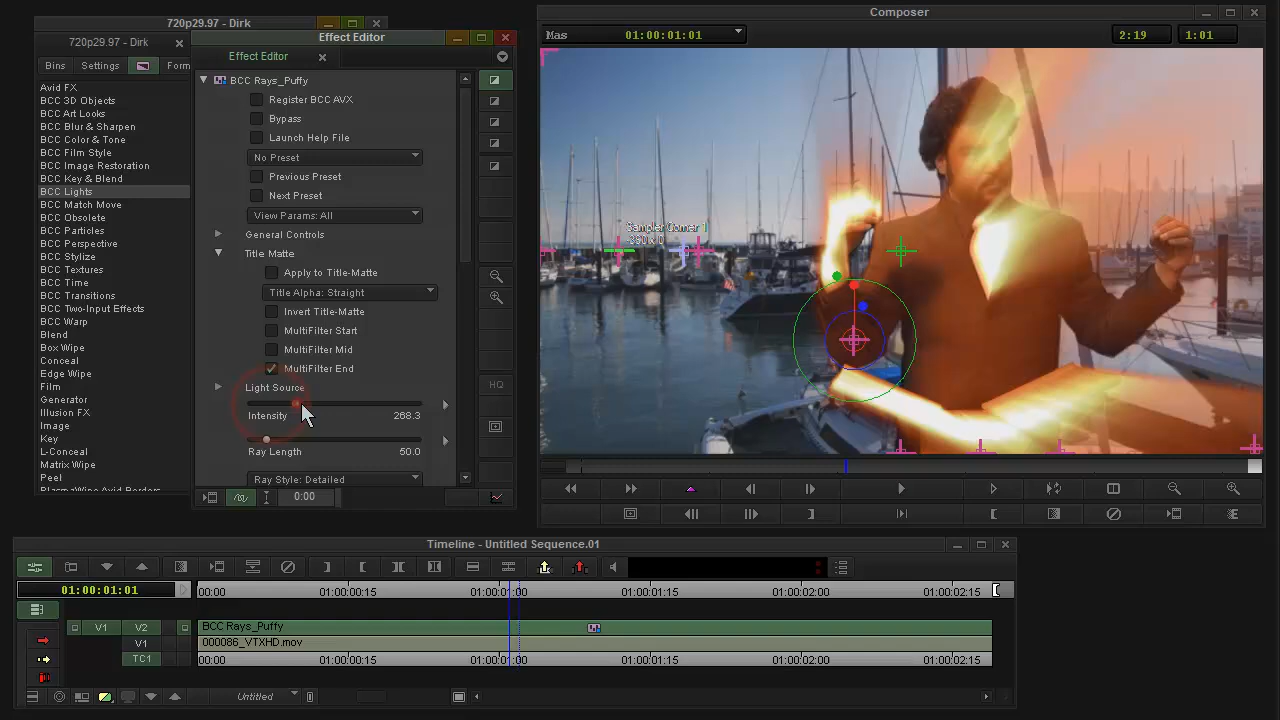 Composer
720p29.97 - Dirk
Effect Editor
720p29.97 - Dirk
Bins
Settings
Form
Effect Editor
Mas
01:00:01:01
2:19
1:01
Avid FX
BCC 3D Objects
BCC Art Looks
BCC Blur & Sharpen
BCC Color & Tone
BCC Film Style
BCC Image Restoration
BCC Key & Blend
BCC Lights
BCC Match Move
BCC Obsolete
BCC Particles
BCC Perspective
BCC Stylize
BCC Textures
BCC Time
BCC Transitions
BCC Two-Input Effects
BCC Warp
Blend
Box Wipe
Conceal
Edge Wipe
Film
Generator
Illusion FX
Image
Key
L-Conceal
Matrix Wipe
Peel
PlasmaWipe Avid Borders
BCC Rays_Puffy
Register BCC AVX
Bypass
Launch Help File
No Preset
Previous Preset
Next Preset
View Params: All
General Controls
Title Matte
Apply to Title-Matte
Title Alpha: Straight
Invert Title-Matte
MultiFilter Start
MultiFilter Mid
MultiFilter End
Light Source
Intensity 268.3
Ray Length 50.0
Ray Style: Detailed
HQ
0:00
Sampler Corner 1
Timeline - Untitled Sequence.01
01:00:01:01
00:00 01:00:00:15 01:00:01:00 01:00:01:15 01:00:02:00 01:00:02:15
V1 V2 BCC Rays_Puffy
V1 000086_VTXHD.mov
TC1 00:00 01:00:00:15 01:00:01:00 01:00:01:15 01:00:02:00 01:00:02:15
Untitled